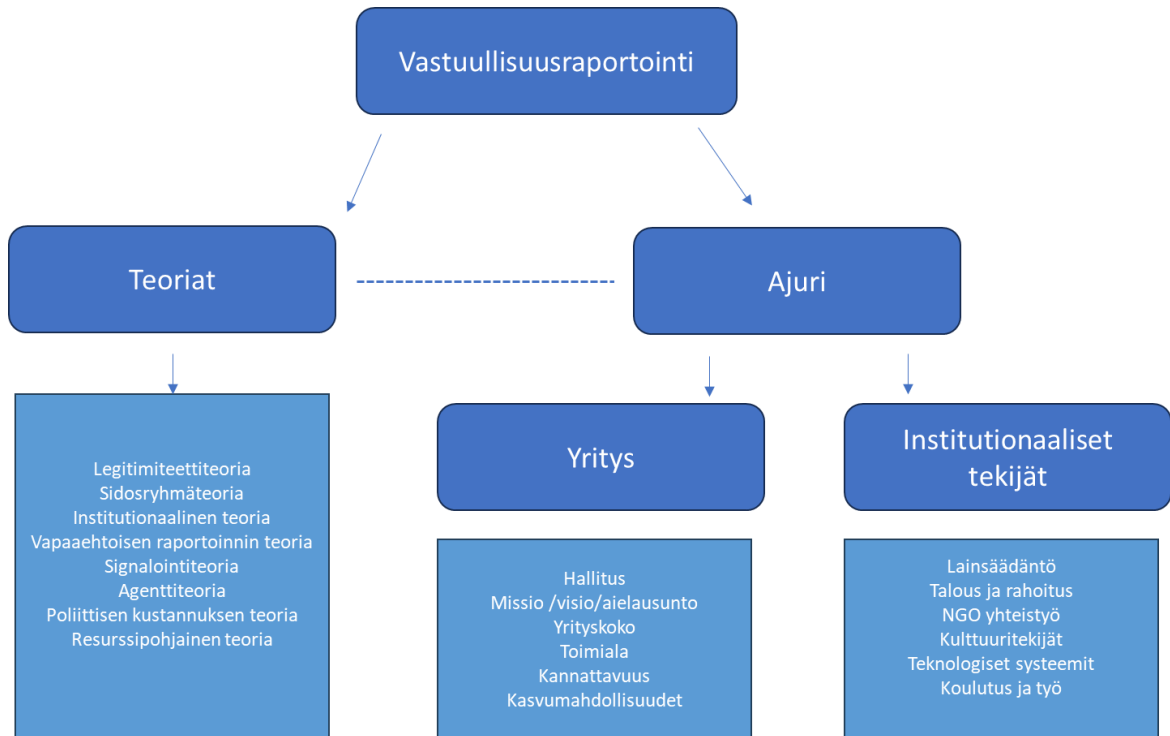 Vastuullisuusraportointi
Teoriat
Ajuri
Legitimiteettiteoria
Sidosryhmäteoria
Institutionaalinen teoria
Vapaaehtoisen raportoinnin teoria
Signalointiteoria
Agenttiteoria
Poliittisen kustannuksen teoria
Resurssipohjainen teoria
Yritys
Hallitus
Missio /visio/aielausunto
Yrityskoko
Toimiala
Kannattavuus
Kasvumahdollisuudet
Institutionaaliset
tekijät
Lainsäädäntö
Talous ja rahoitus
NGO yhteistyö
Kulttuuritekijät
Teknologiset systeemit
Koulutus ja työ